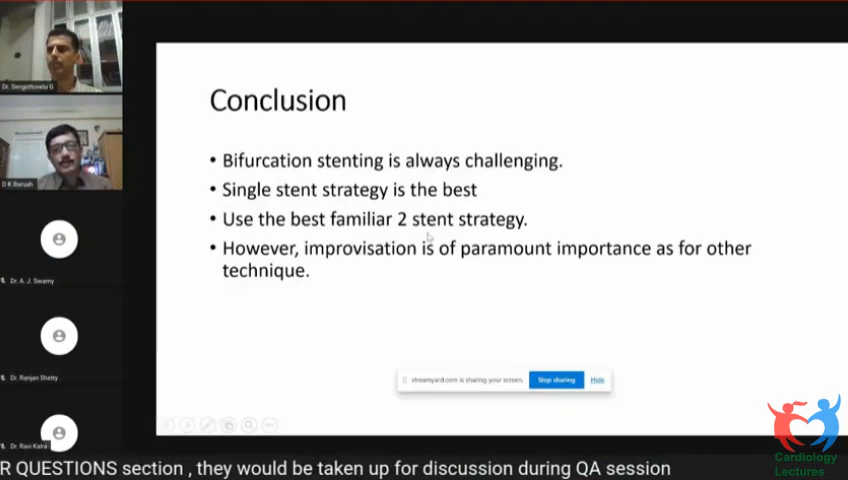 Dr. Sengottuvelu G
D K Baruah
Dr. A. J. Swamy
Dr. Ranjan Shetty
Dr. Ravi Kalra
Conclusion
• Bifurcation stenting is always challenging.
• Single stent strategy is the best
• Use the best familiar 2 stent strategy.
• However, improvisation is of paramount importance as for other
technique.
streamyard.com is sharing your screen.
Stop sharing
Hide
Cardiology
Lectures
R QUESTIONS section , they would be taken up for discussion during QA session